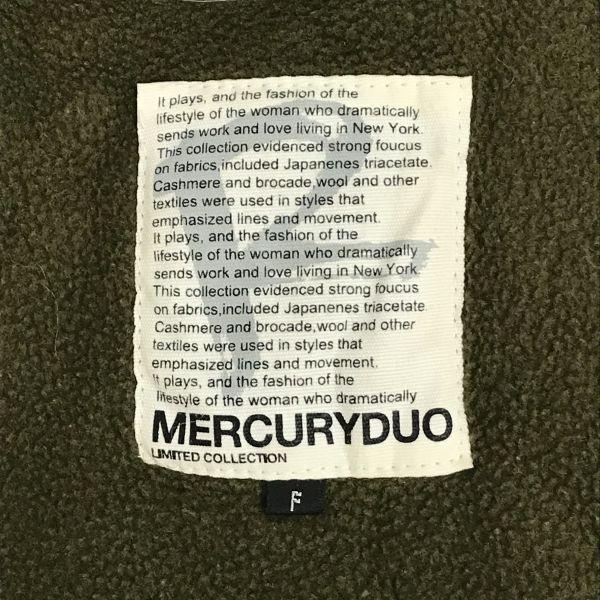 It plays, and the fashion of the
lifestyle of the woman who dramatically
sends work and love living in New York.
This collection evidenced strong foucus
on fabrics,included Japanenes triacetate.
Cashmere and brocade,wool and other
textiles were used in styles that
emphasized lines and movement.
It plays, and the fashion of the
lifestyle of the woman who dramatically
sends work and love living in New York.
This collection evidenced strong foucus
on fabrics,included Japanenes triacetate.
Cashmere and brocade,wool and other
textiles were used in styles that
emphasized lines and movement.
It plays, and the fashion of the
lifestyle of the woman who dramatically
MERCURYDUO
LIMITED COLLECTION
F